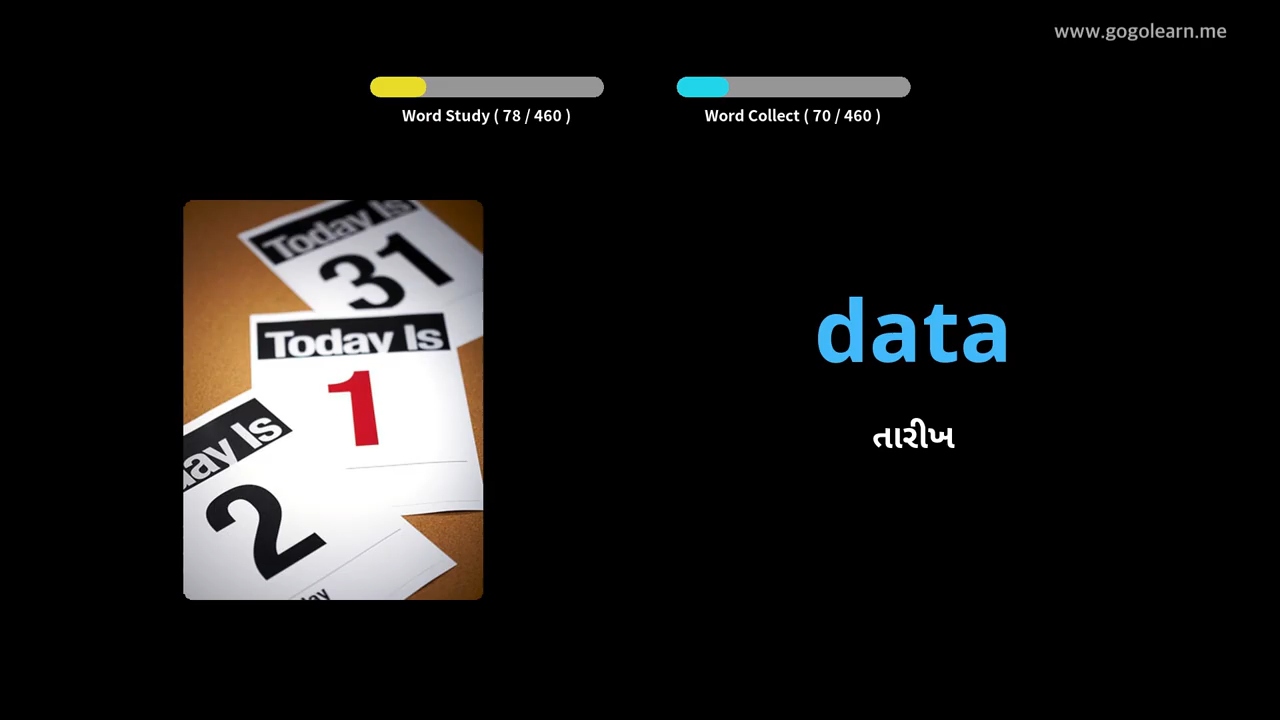 www.gogolearn.me
Word Study ( 78 / 460 )
Word Collect ( 70 / 460 )
Today Is
31
Today Is
1
day Is
2
data
તારીખ